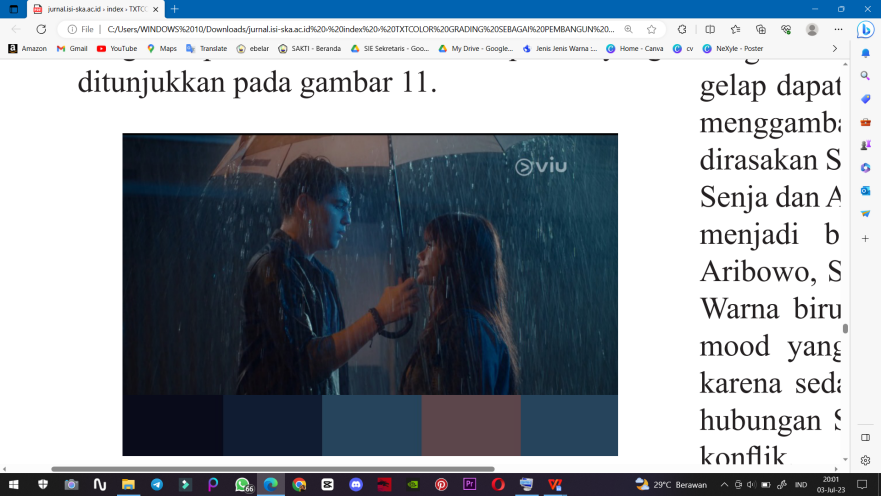 jurnal.isi-ska.ac.id › index › TXTC
File
C:/Users/WINDOWS%2010/Downloads/jurnal.isi-ska.ac.id%20›%20index%20›%20TXTCOLOR%20GRADING%20SEBAGAI%20PEMBANGUN%20...
Amazon
Gmail
YouTube
Maps
Translate
ebelar
SAKTI - Beranda
SIE Sekretaris - Goo...
My Drive - Google...
Jenis Jenis Warna :...
Home - Canva
cv
NeXyle - Poster
ditunjukkan pada gambar 11.
viu
gelap dapat
menggamba
dirasakan S
Senja dan A
menjadi b
Aribowo, S
Warna biru
mood yang
karena seda
hubungan S
konflik
66
29°C Berawan
IND
20:01
03-Jul-23